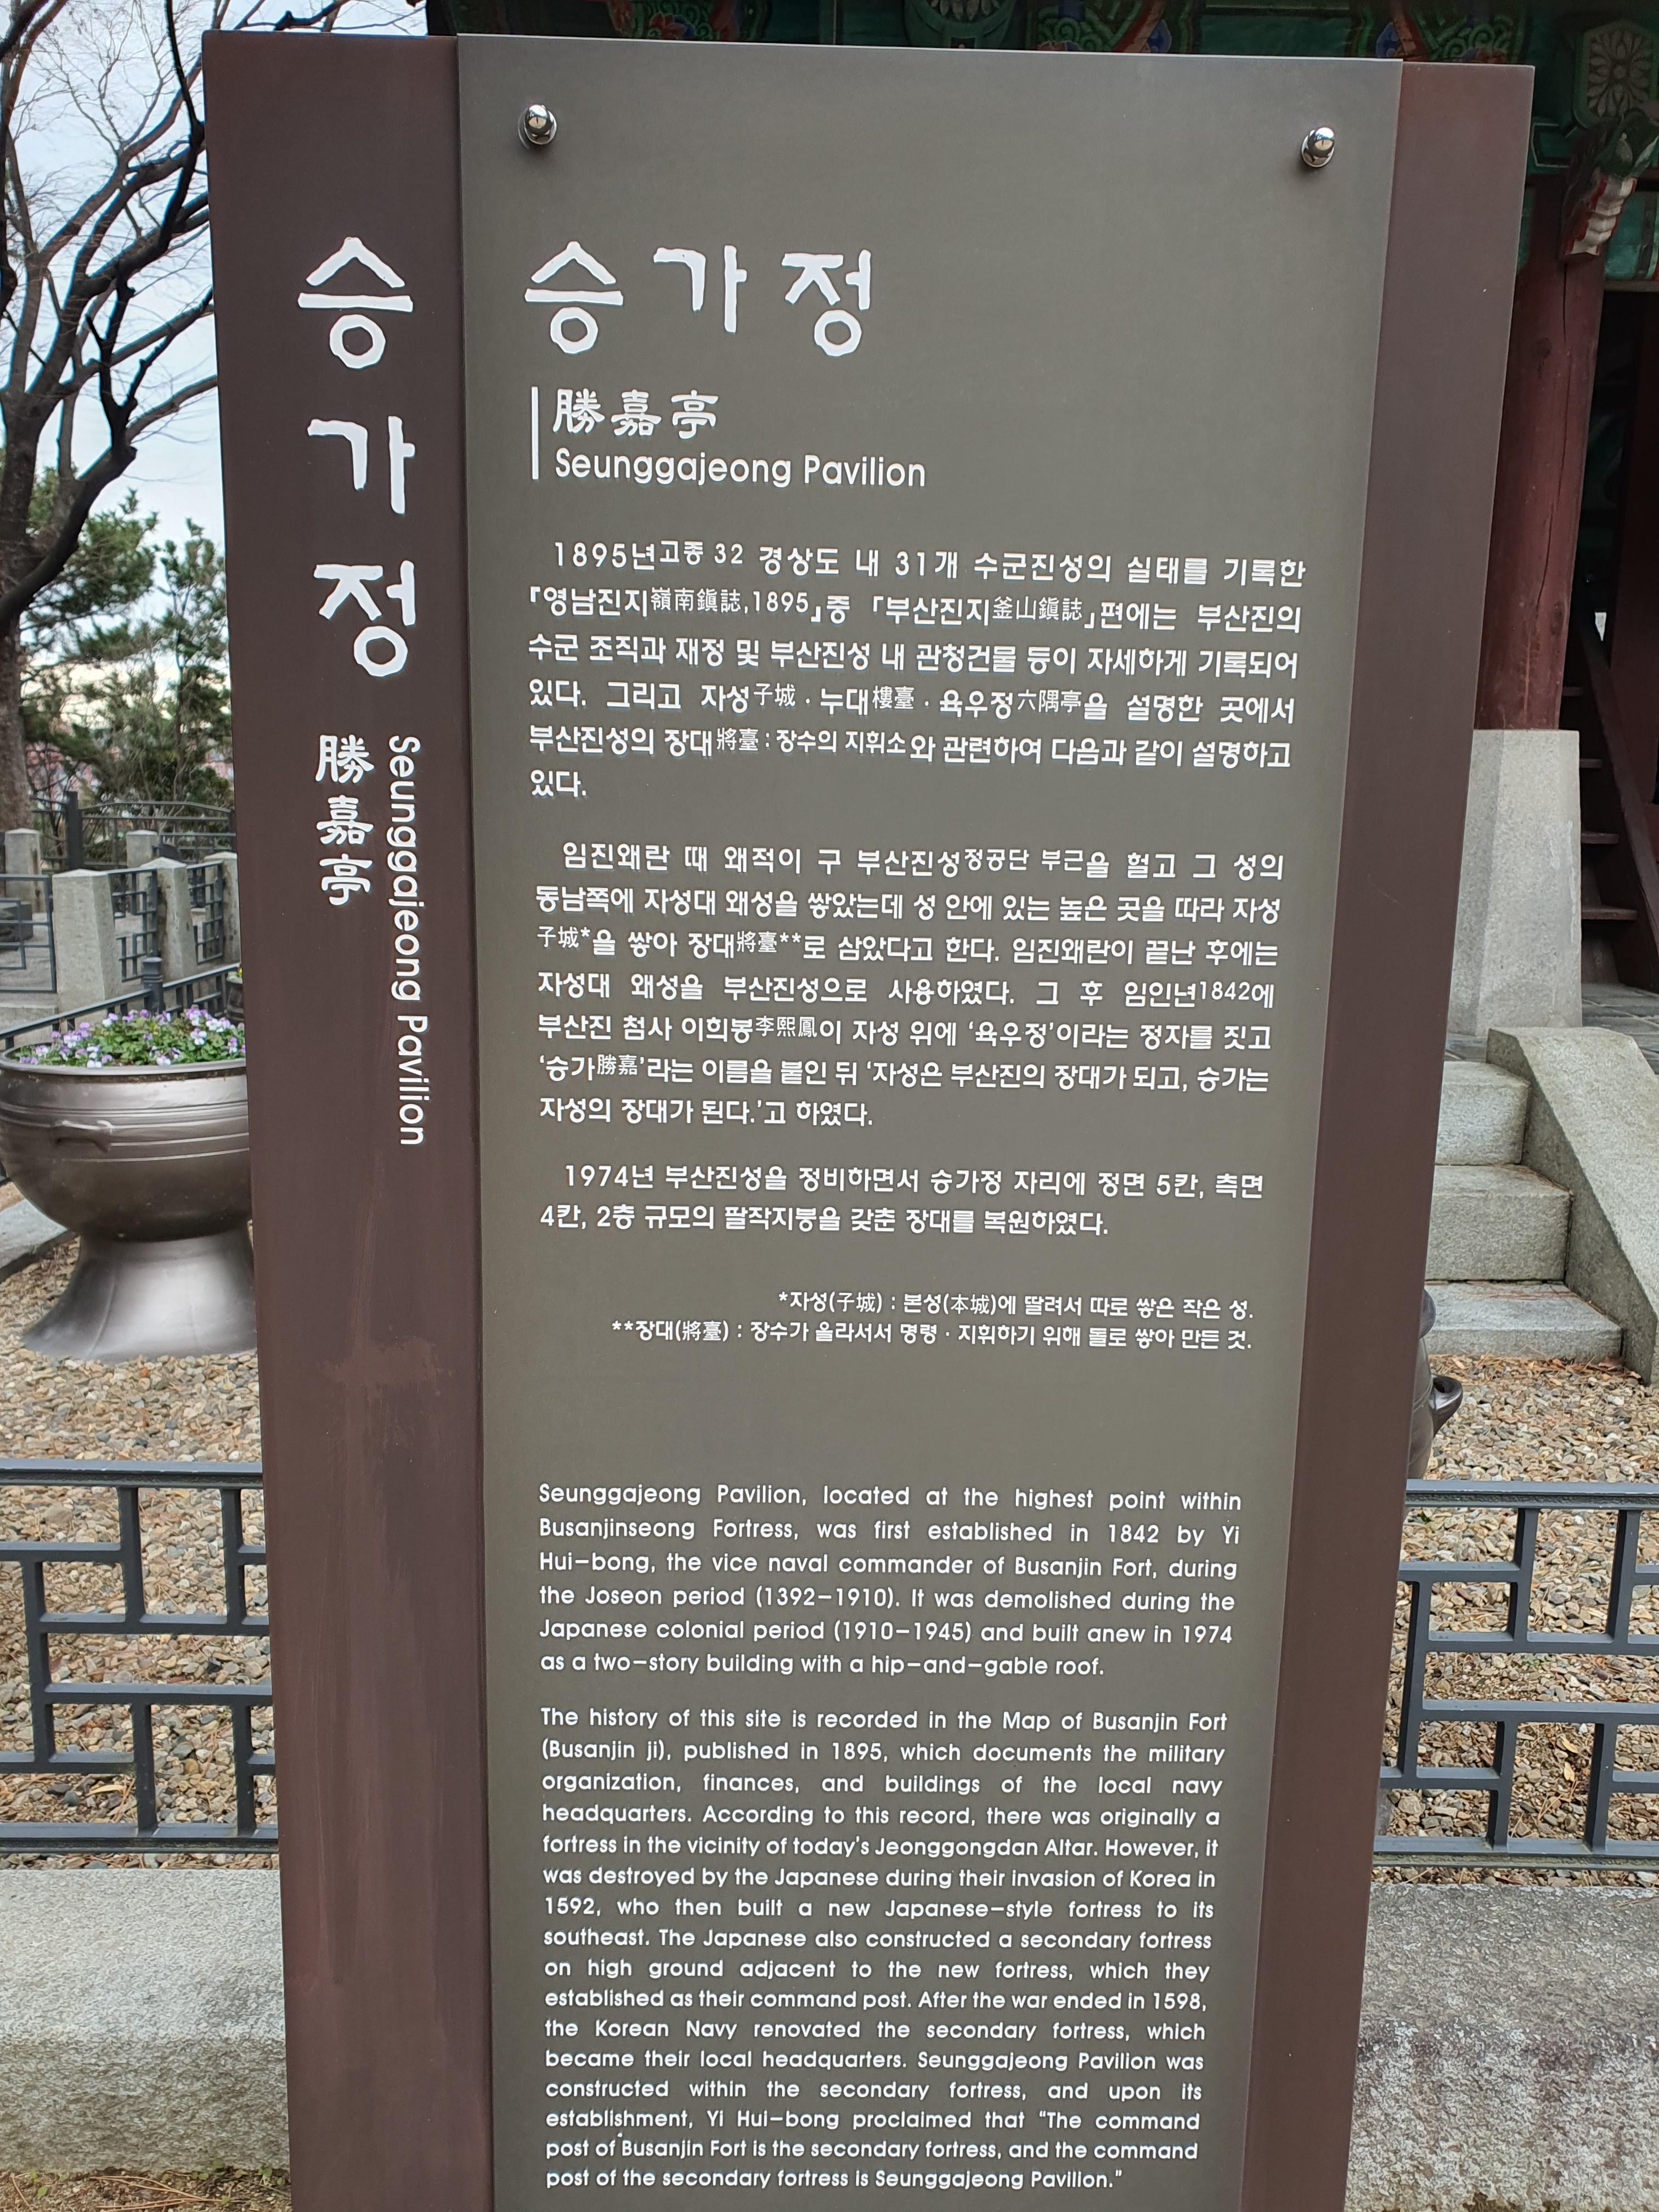 승
가
정
勝嘉亭
Seunggajeong Pavilion
승가정
勝嘉亭
Seunggajeong Pavilion
1895년고종 32 경상도 내 31개 수군진성의 실태를 기록한
『영남진지嶺南鎭誌,1895』중 「부산진지釜山鎭誌」편에는 부산진의
수군 조직과 재정 및 부산진성 내 관청건물 등이 자세하게 기록되어
있다. 그리고 자성子城·누대樓臺·육우정六隅亭을 설명한 곳에서
부산진성의 장대將臺:장수의 지휘소와 관련하여 다음과 같이 설명하고
있다.
임진왜란 때 왜적이 구 부산진성정공단 부근을 헐고 그 성의
동남쪽에 자성대 왜성을 쌓았는데 성 안에 있는 높은 곳을 따라 자성
子城*을 쌓아 장대將臺**로 삼았다고 한다. 임진왜란이 끝난 후에는
자성대 왜성을 부산진성으로 사용하였다. 그 후 임인년1842에
부산진 첨사 이희봉李熙鳳이 자성 위에 ‘육우정’이라는 정자를 짓고
‘승가勝嘉’라는 이름을 붙인 뒤 ‘자성은 부산진의 장대가 되고, 승가는
자성의 장대가 된다.’고 하였다.
1974년 부산진성을 정비하면서 승가정 자리에 정면 5칸, 측면
4칸, 2층 규모의 팔작지붕을 갖춘 장대를 복원하였다.
*자성(子城) : 본성(本城)에 딸려서 따로 쌓은 작은 성.
**장대(將臺) : 장수가 올라서서 명령·지휘하기 위해 돌로 쌓아 만든 것.
Seunggajeong Pavilion, located at the highest point within
Busanjinseong Fortress, was first established in 1842 by Yi
Hui-bong, the vice naval commander of Busanjin Fort, during
the Joseon period (1392-1910). It was demolished during the
Japanese colonial period (1910-1945) and built anew in 1974
as a two-story building with a hip-and-gable roof.
The history of this site is recorded in the Map of Busanjin Fort
(Busanjin ji), published in 1895, which documents the military
organization, finances, and buildings of the local navy
headquarters. According to this record, there was originally a
fortress in the vicinity of today's Jeonggongdan Altar. However, it
was destroyed by the Japanese during their invasion of Korea in
1592, who then built a new Japanese-style fortress to its
southeast. The Japanese also constructed a secondary fortress
on high ground adjacent to the new fortress, which they
established as their command post. After the war ended in 1598,
the Korean Navy renovated the secondary fortress, which
became their local headquarters. Seunggajeong Pavilion was
constructed within the secondary fortress, and upon its
establishment, Yi Hui-bong proclaimed that “The command
post of Busanjin Fort is the secondary fortress, and the command
post of the secondary fortress is Seunggajeong Pavilion.”